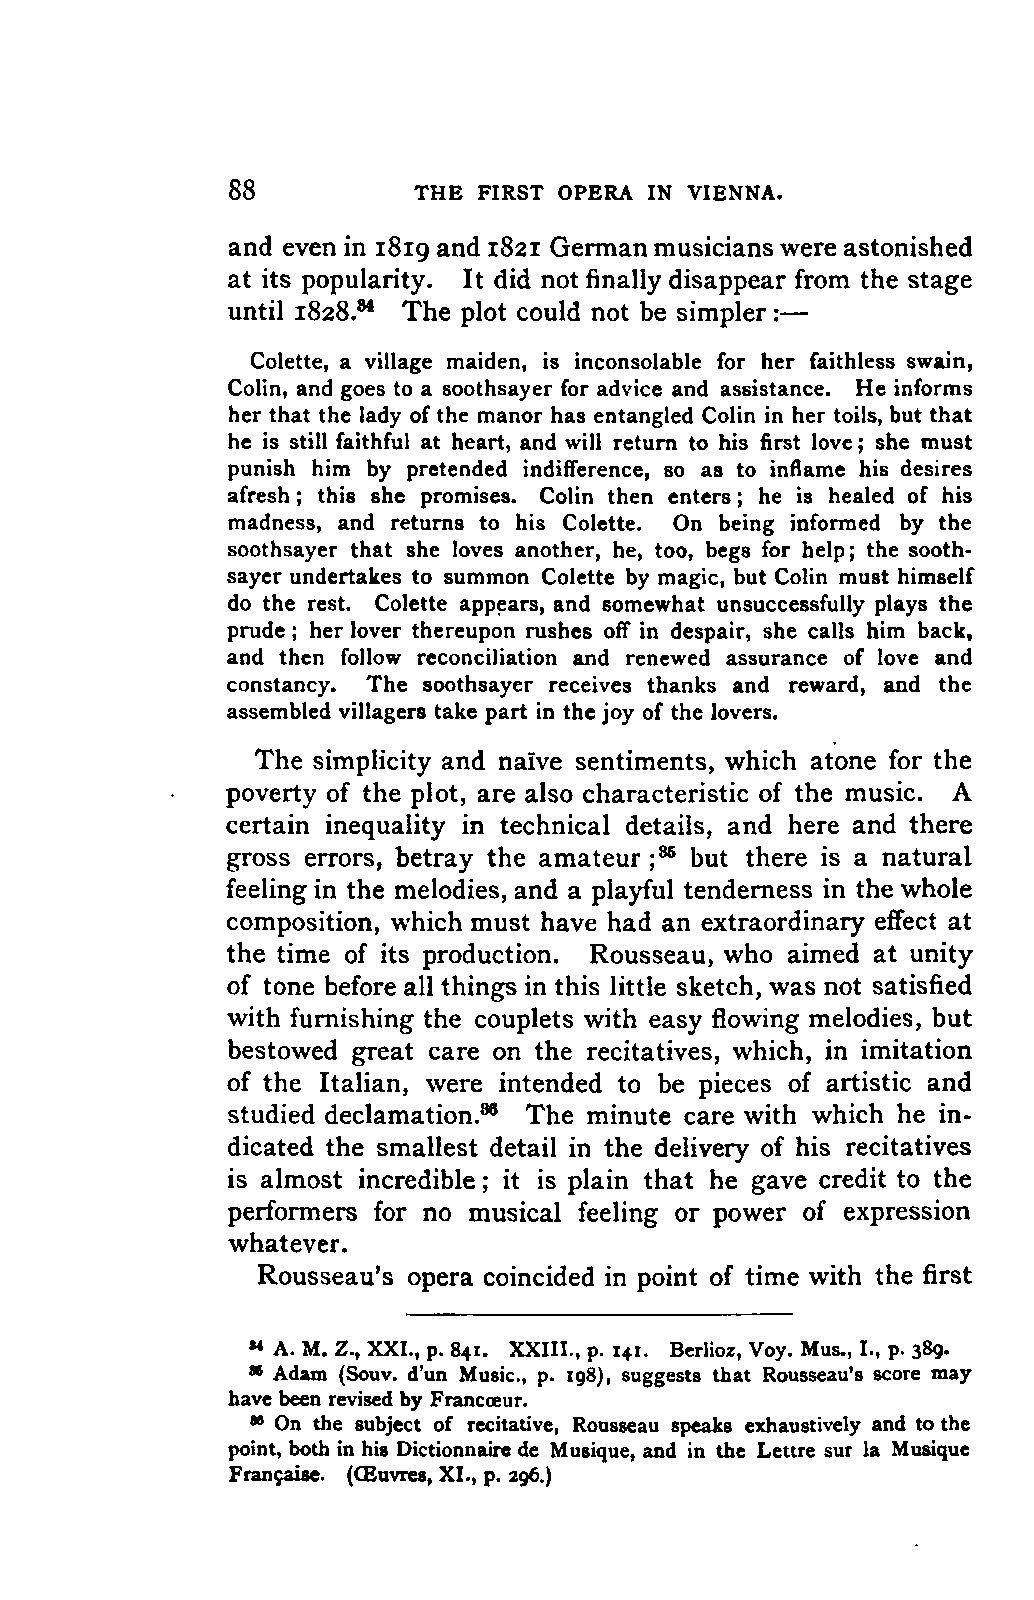 88 THE FIRST OPERA IN VIENNA.
and even in 1819 and 1821 German musicians were astonished
at its popularity. It did not finally disappear from the stage
until 1828.⁸⁴ The plot could not be simpler:—
Colette, a village maiden, is inconsolable for her faithless swain,
Colin, and goes to a soothsayer for advice and assistance. He informs
her that the lady of the manor has entangled Colin in her toils, but that
he is still faithful at heart, and will return to his first love; she must
punish him by pretended indifference, so as to inflame his desires
afresh; this she promises. Colin then enters; he is healed of his
madness, and returns to his Colette. On being informed by the
soothsayer that she loves another, he, too, begs for help; the sooth-
sayer undertakes to summon Colette by magic, but Colin must himself
do the rest. Colette appears, and somewhat unsuccessfully plays the
prude; her lover thereupon rushes off in despair, she calls him back,
and then follow reconciliation and renewed assurance of love and
constancy. The soothsayer receives thanks and reward, and the
assembled villagers take part in the joy of the lovers.
The simplicity and naïve sentiments, which atone for the
poverty of the plot, are also characteristic of the music. A
certain inequality in technical details, and here and there
gross errors, betray the amateur;⁸⁵ but there is a natural
feeling in the melodies, and a playful tenderness in the whole
composition, which must have had an extraordinary effect at
the time of its production. Rousseau, who aimed at unity
of tone before all things in this little sketch, was not satisfied
with furnishing the couplets with easy flowing melodies, but
bestowed great care on the recitatives, which, in imitation
of the Italian, were intended to be pieces of artistic and
studied declamation.⁸⁶ The minute care with which he in-
dicated the smallest detail in the delivery of his recitatives
is almost incredible; it is plain that he gave credit to the
performers for no musical feeling or power of expression
whatever.
Rousseau's opera coincided in point of time with the first
⁸⁴ A. M. Z., XXI., p. 841. XXIII., p. 141. Berlioz, Voy. Mus., I., p. 389.
⁸⁵ Adam (Souv. d'un Music., p. 198), suggests that Rousseau's score may
have been revised by Francœur.
⁸⁶ On the subject of recitative, Rousseau speaks exhaustively and to the
point, both in his Dictionnaire de Musique, and in the Lettre sur la Musique
Française. (Œuvres, XI., p. 296.)